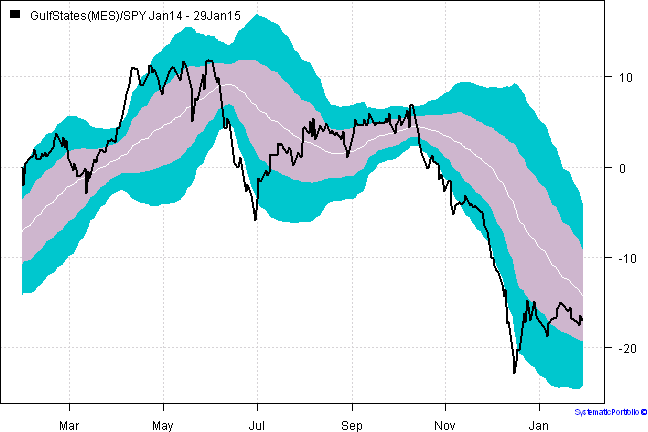 GulfStates(MES)/SPY Jan14 - 29Jan15
10
0
-10
-20
SystematicPortfolio ©
Mar May Jul Sep Nov Jan